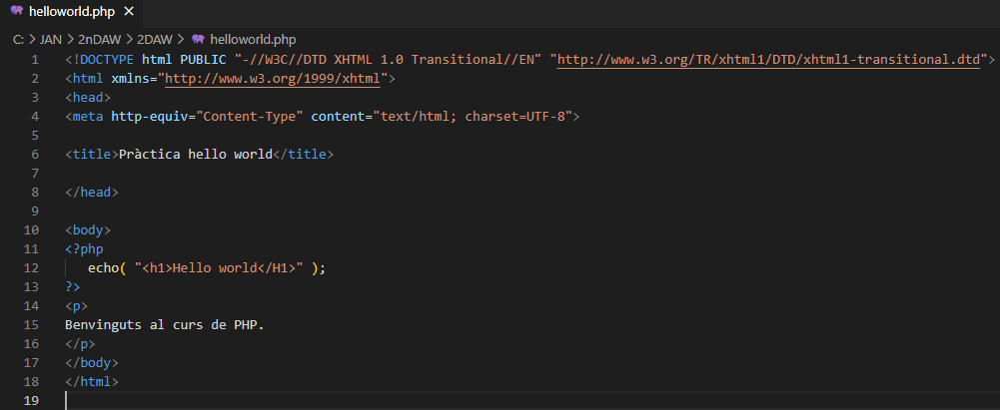 helloworld.php ×
C: > JAN > 2nDAW > 2DAW > helloworld.php
1 <!DOCTYPE html PUBLIC "-//W3C//DTD XHTML 1.0 Transitional//EN" "http://www.w3.org/TR/xhtml1/DTD/xhtml1-transitional.dtd">
2 <html xmlns="http://www.w3.org/1999/xhtml">
3 <head>
4 <meta http-equiv="Content-Type" content="text/html; charset=UTF-8">
5
6 <title>Pràctica hello world</title>
7
8 </head>
9
10 <body>
11 <?php
12 echo( "<h1>Hello world</H1>" );
13 ?>
14 <p>
15 Benvinguts al curs de PHP.
16 </p>
17 </body>
18 </html>
19